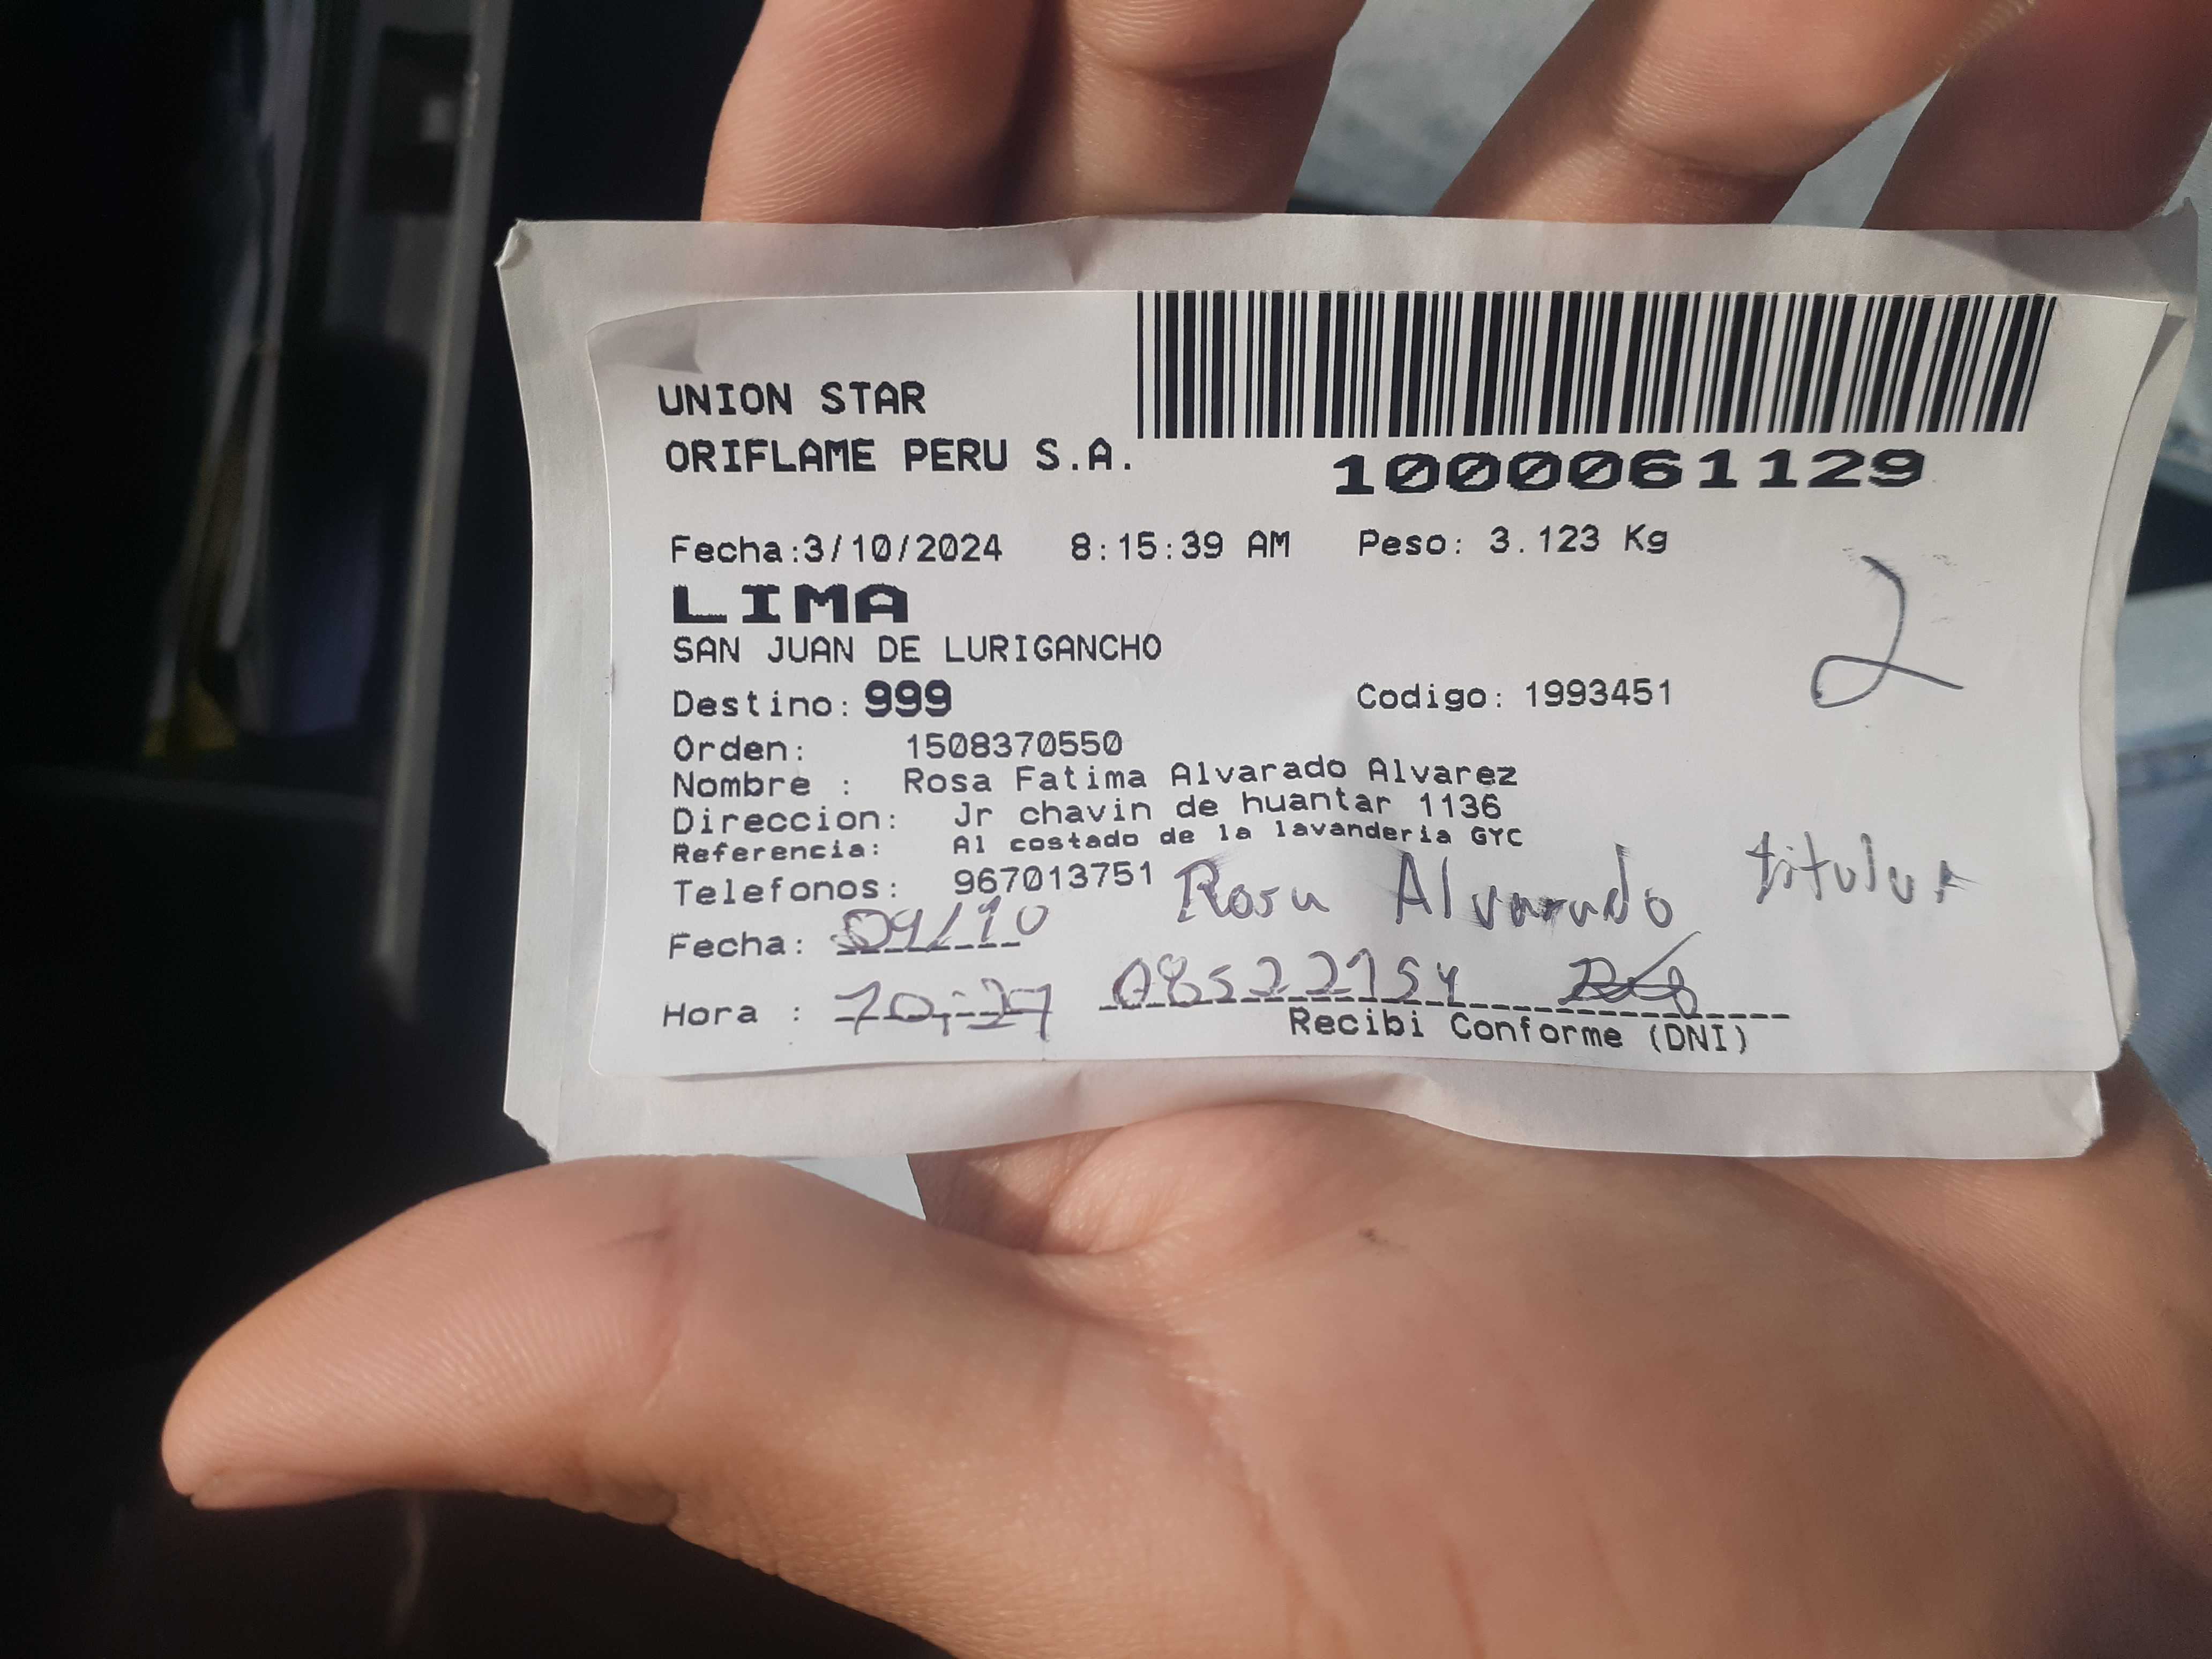 UNION STAR
ORIFLAME PERU S.A.
1000061129
Fecha:3/10/2024 8:15:39 AM Peso: 3.123 Kg
LIMA
2
SAN JUAN DE LURIGANCHO
Destino: 999 Codigo: 1993451
Orden: 1508370550
Nombre : Rosa Fatima Alvarado Alvarez
Direccion: Jr chavin de huantar 1136
Referencia: Al costado de la lavanderia GYC
Telefonos: 967013751
Rosa Alvarado titular
Fecha: 04/10
Hora :
Recibi Conforme (DNI)